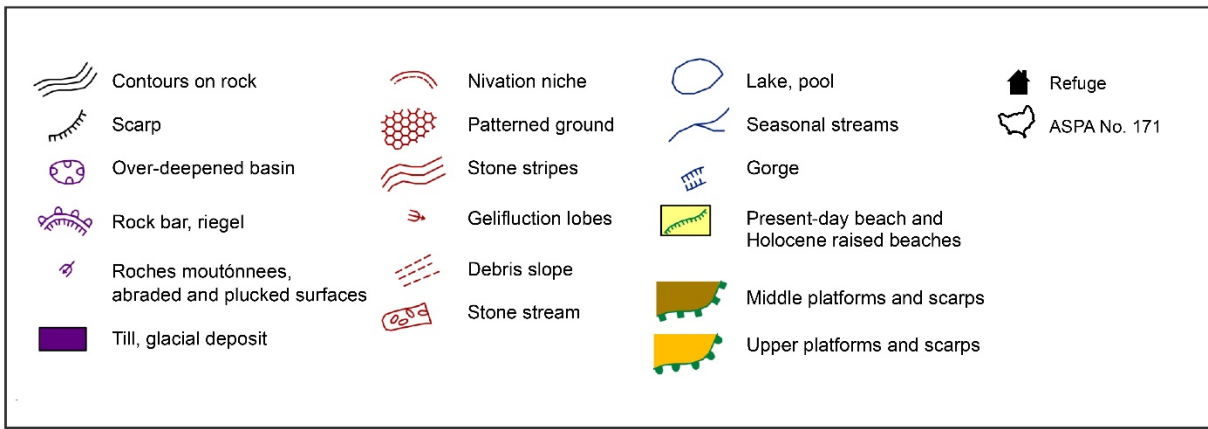 Contours on rock
Scarp
Over-deepened basin
Rock bar, riegel
Roches moutónnees,
abraded and plucked surfaces
Till, glacial deposit
Nivation niche
Patterned ground
Stone stripes
Gelifluction lobes
Debris slope
Stone stream
Lake, pool
Seasonal streams
Gorge
Present-day beach and
Holocene raised beaches
Middle platforms and scarps
Upper platforms and scarps
Refuge
ASPA No. 171